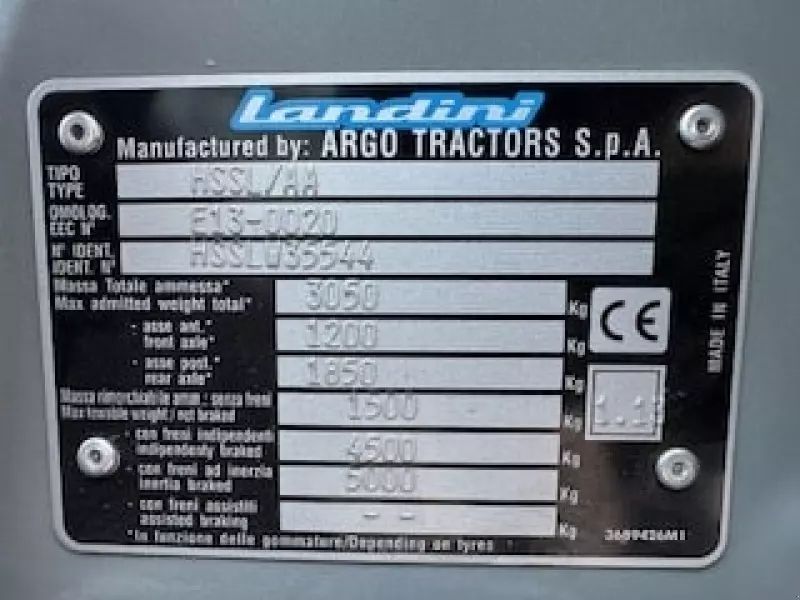 Landini
Manufactured by: ARGO TRACTORS S.p.A.
TIPO
TYPE HSSL/AA
OMOLOG.
EEC N° E13-0020
N° IDENT.
IDENT. N° HSSLW35544
Massa Totale ammessa*
Max admitted weight total* 3050 Kg
- asse ant.*
front axle* 1200 Kg
- asse post.*
rear axle* 1850 Kg
Massa rimorchiabile amm - senza freni
Max towable weight / not braked 1500 Kg
- con freni indipendenti
independenty braked 4500 Kg
- con freni ad inerzia
inertia braked 5000 Kg
- con freni assistiti
assisted braking - - Kg
*In funzione delle gommature/Depending on tyres
CE
MADE IN ITALY
3689426M1